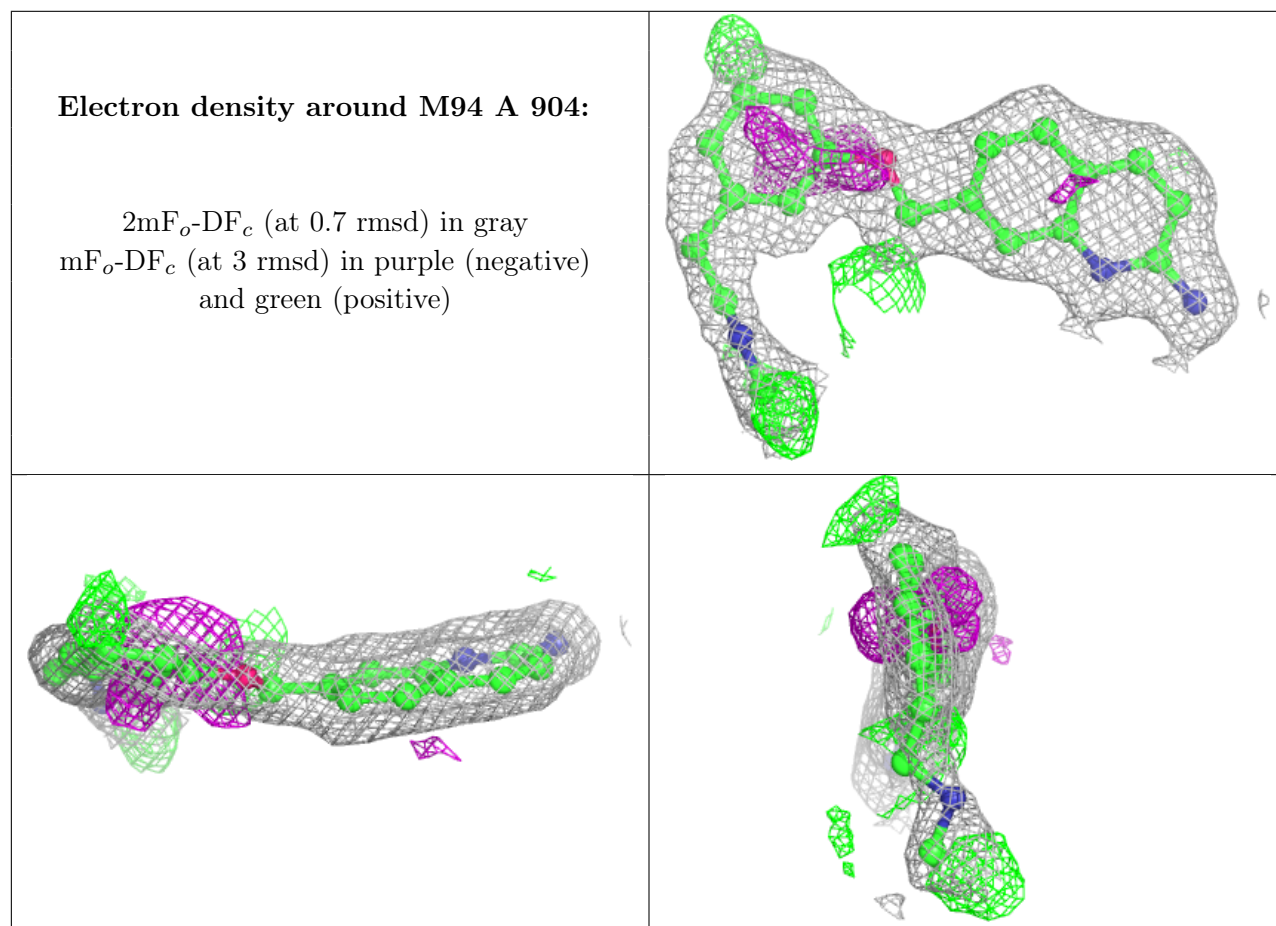 Electron density around M94 A 904:
2mFo-DFc (at 0.7 rmsd) in gray
mFo-DFc (at 3 rmsd) in purple (negative)
and green (positive)